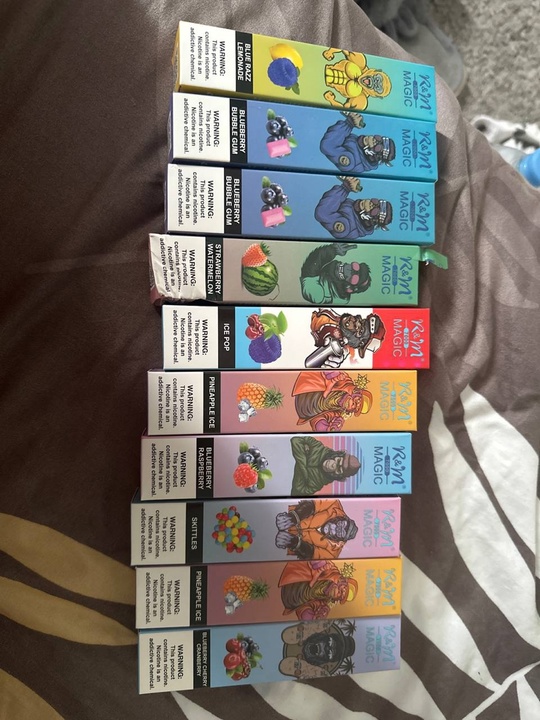 R&M
MAGIC
BLUE RAZZ
LEMONADE
WARNING:
This product
contains nicotine.
Nicotine is an
addictive chemical.
R&M
MAGIC
BLUEBERRY
BUBBLE GUM
WARNING:
This product
contains nicotine.
Nicotine is an
addictive chemical.
R&M
MAGIC
BLUEBERRY
BUBBLE GUM
WARNING:
This product
contains nicotine.
Nicotine is an
addictive chemical.
R&M
MAGIC
STRAWBERRY
WATERMELON
WARNING:
This product
contains nicotine.
Nicotine is an
addictive chemical.
R&M
MAGIC
ICE POP
WARNING:
This product
contains nicotine.
Nicotine is an
addictive chemical.
R&M
MAGIC
PINEAPPLE ICE
WARNING:
This product
contains nicotine.
Nicotine is an
addictive chemical.
R&M
MAGIC
BLUEBERRY
RASPBERRY
WARNING:
This product
contains nicotine.
Nicotine is an
addictive chemical.
R&M
MAGIC
SKITTLES
WARNING:
This product
contains nicotine.
Nicotine is an
addictive chemical.
R&M
MAGIC
PINEAPPLE ICE
WARNING:
This product
contains nicotine.
Nicotine is an
addictive chemical.
R&M
MAGIC
BLUEBERRY CHERRY
CRANBERRY
WARNING:
This product
contains nicotine.
Nicotine is an
addictive chemical.